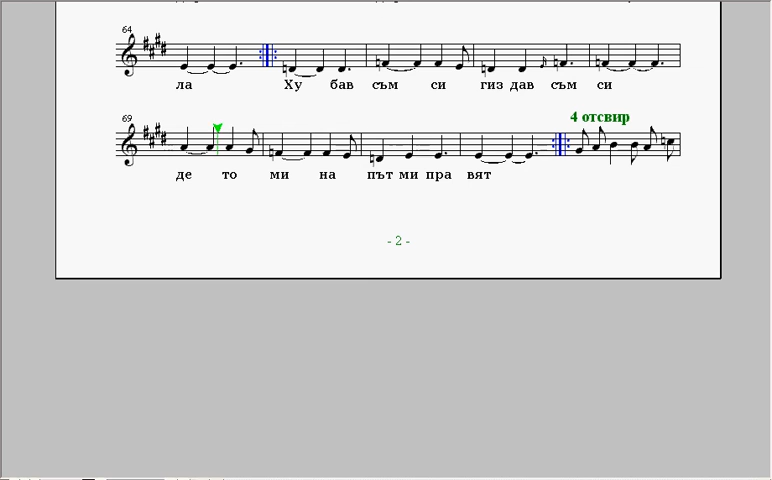 64
ла Ху бав съм си гиз дав съм си
69
4 отсвир
де то ми на път ми пра вят
- 2 -